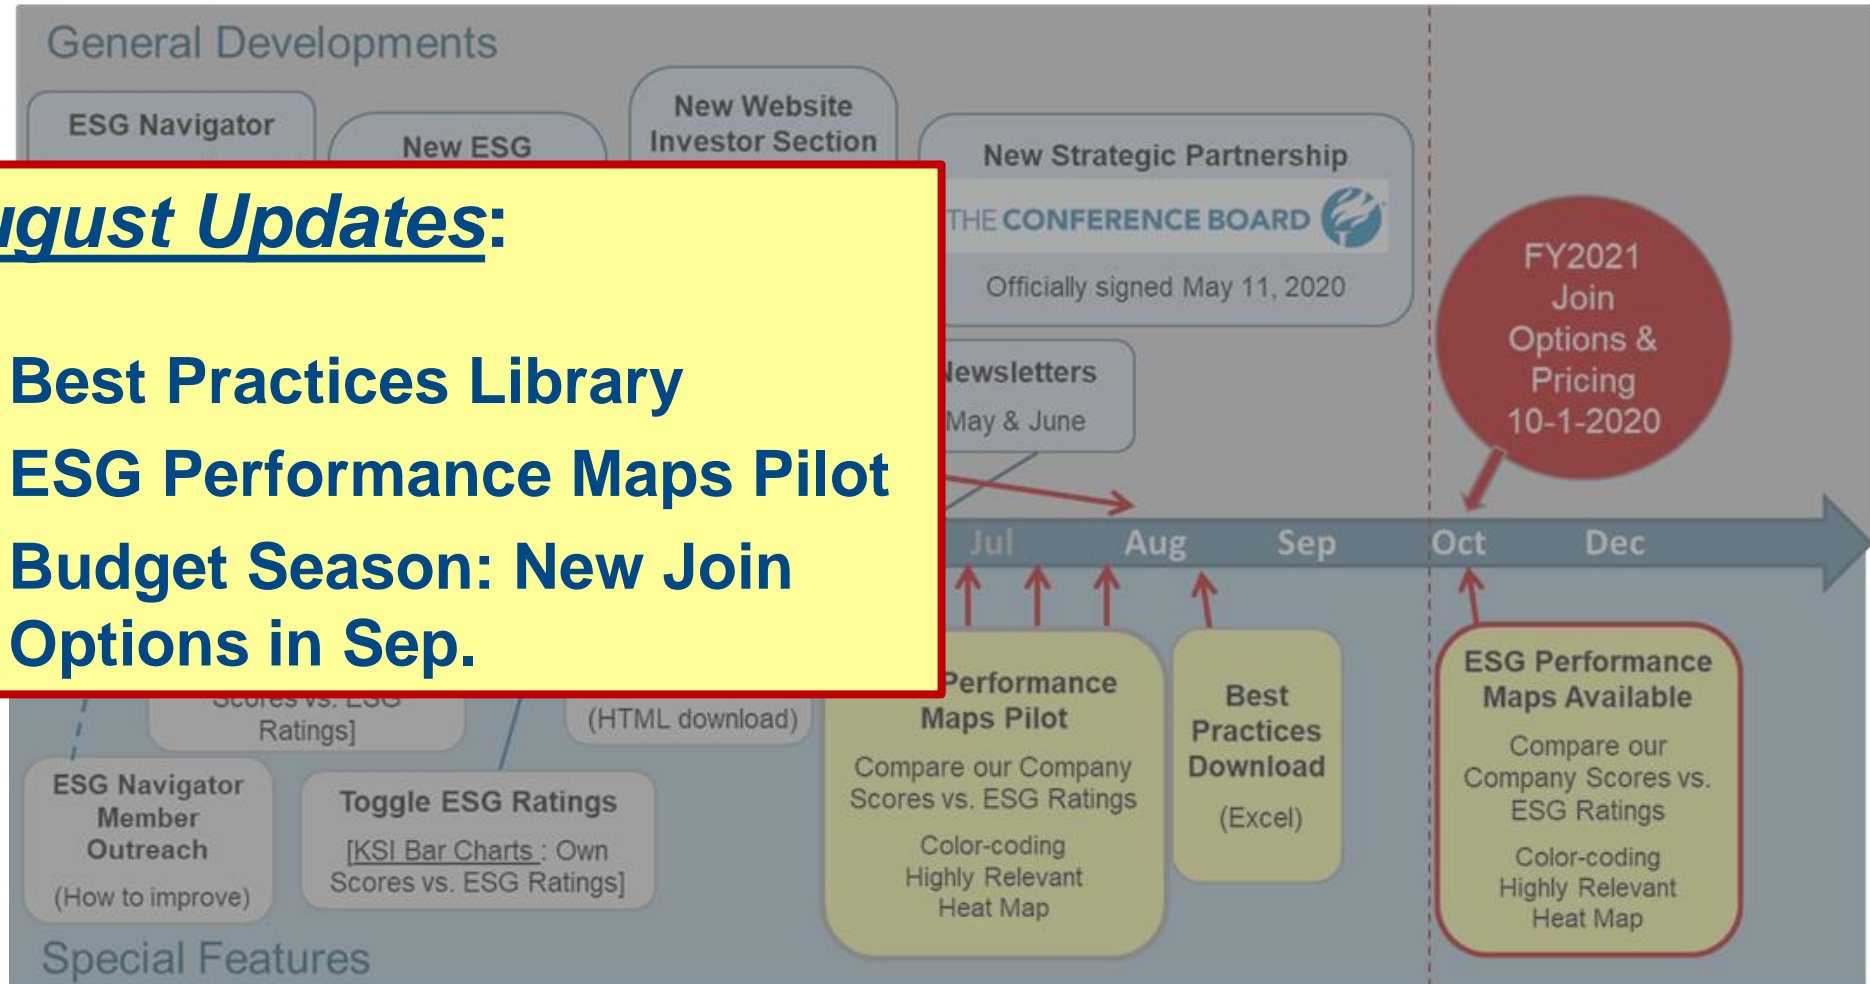 General Developments
ESG Navigator
New ESG
New Website
Investor Section
New Strategic Partnership
THE CONFERENCE BOARD
Officially signed May 11, 2020
FY2021
Join
Options &
Pricing
10-1-2020
ugust Updates:
Best Practices Library
ESG Performance Maps Pilot
Budget Season: New Join
Options in Sep.
ewsletters
May & June
Jul Aug Sep Oct Dec
Scores vs. ESG
Ratings]
(HTML download)
ESG Navigator
Member
Outreach
(How to improve)
Toggle ESG Ratings
[KSI Bar Charts : Own
Scores vs. ESG Ratings]
Performance
Maps Pilot
Compare our Company
Scores vs. ESG Ratings
Color-coding
Highly Relevant
Heat Map
Best
Practices
Download
(Excel)
ESG Performance
Maps Available
Compare our
Company Scores vs.
ESG Ratings
Color-coding
Highly Relevant
Heat Map
Special Features